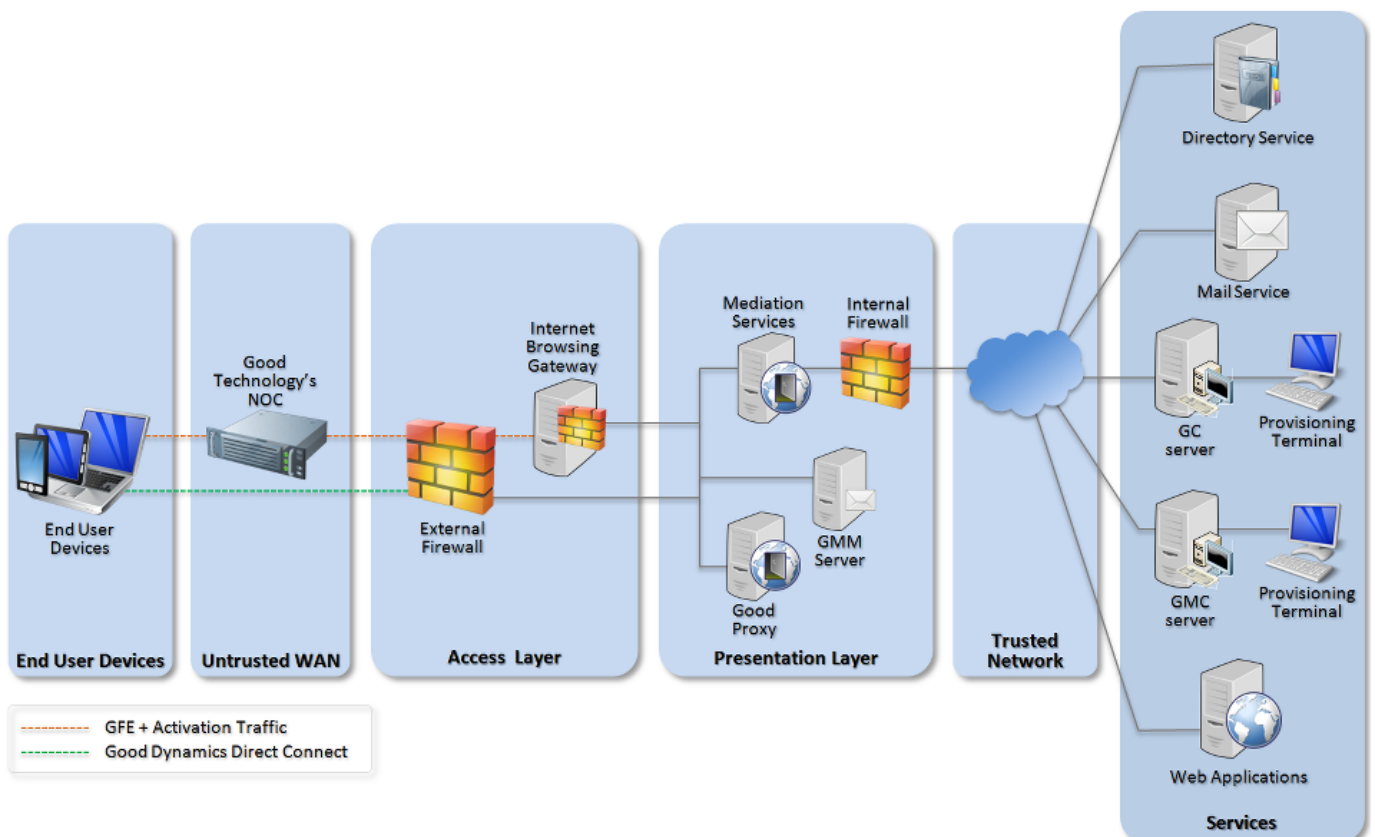 Directory Service
Mail Service
GC
server
Provisioning
Terminal
GMC
server
Provisioning
Terminal
Web Applications
Services
Mediation
Services
Internal
Firewall
GMM
Server
Good
Proxy
Presentation Layer
Trusted
Network
Internet
Browsing
Gateway
External
Firewall
Access Layer
Good
Technology's
NOC
Untrusted WAN
End User
Devices
End User Devices
GFE + Activation Traffic
Good Dynamics Direct Connect